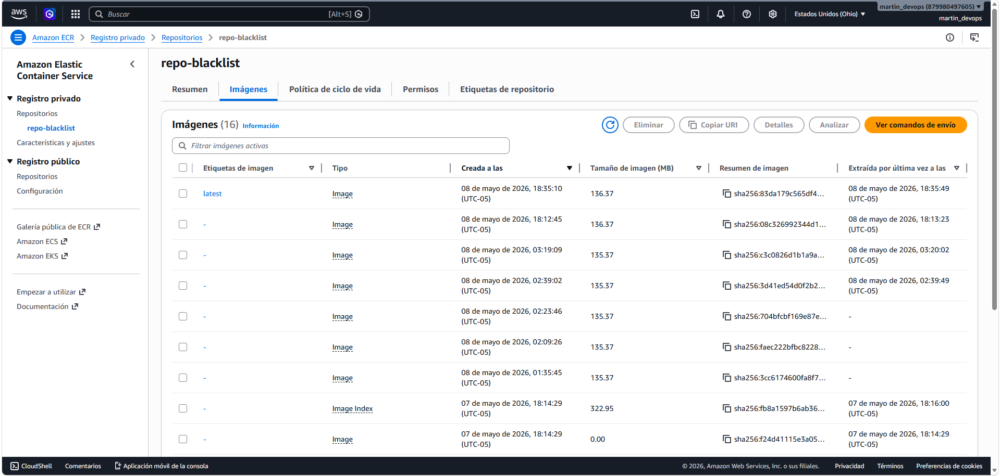 aws
Buscar
[Alt+S]
Estados Unidos (Ohio)
martin_devops (879980497605)
martin_devops
Amazon ECR
Registro privado
Repositorios
repo-blacklist
Amazon Elastic
Container Service
Registro privado
Repositorios
repo-blacklist
Características y ajustes
Registro público
Repositorios
Configuración
Galería pública de ECR
Amazon ECS
Amazon EKS
Empezar a utilizar
Documentación
repo-blacklist
Resumen
Imágenes
Política de ciclo de vida
Permisos
Etiquetas de repositorio
Imágenes (16) Información
Eliminar
Copiar URI
Detalles
Analizar
Ver comandos de envío
Filtrar imágenes activas
Etiquetas de imagen
Tipo
Creada a las
Tamaño de imagen (MB)
Resumen de imagen
Extraída por última vez a las
latest
Image
08 de mayo de 2026, 18:35:10
(UTC-05)
136.37
sha256:83da179c565df4...
08 de mayo de 2026, 18:35:49
(UTC-05)
-
Image
08 de mayo de 2026, 18:12:45
(UTC-05)
136.37
sha256:08c326992344d1...
08 de mayo de 2026, 18:13:23
(UTC-05)
-
Image
08 de mayo de 2026, 03:19:09
(UTC-05)
135.37
sha256:c3c0826d1b1a9a...
08 de mayo de 2026, 03:20:02
(UTC-05)
-
Image
08 de mayo de 2026, 02:39:02
(UTC-05)
135.37
sha256:3d41ed54d0f2b2...
08 de mayo de 2026, 02:39:49
(UTC-05)
-
Image
08 de mayo de 2026, 02:23:46
(UTC-05)
135.37
sha256:704bfcbf169e87e...
-
-
Image
08 de mayo de 2026, 02:09:26
(UTC-05)
135.37
sha256:faec222bfbc8228...
-
-
Image
08 de mayo de 2026, 01:35:45
(UTC-05)
135.37
sha256:3cc6174600fa8f7...
-
-
Image Index
07 de mayo de 2026, 18:14:29
(UTC-05)
322.95
sha256:fb8a1597b6ab36...
07 de mayo de 2026, 18:16:00
(UTC-05)
-
Image
07 de mayo de 2026, 18:14:29
(UTC-05)
0.00
sha256:f24d41115e3a05...
07 de mayo de 2026, 18:14:29
(UTC-05)
CloudShell
Comentarios
Aplicación móvil de la consola
© 2026, Amazon Web Services, Inc. o sus filiales.
Privacidad
Términos
Preferencias de cookies